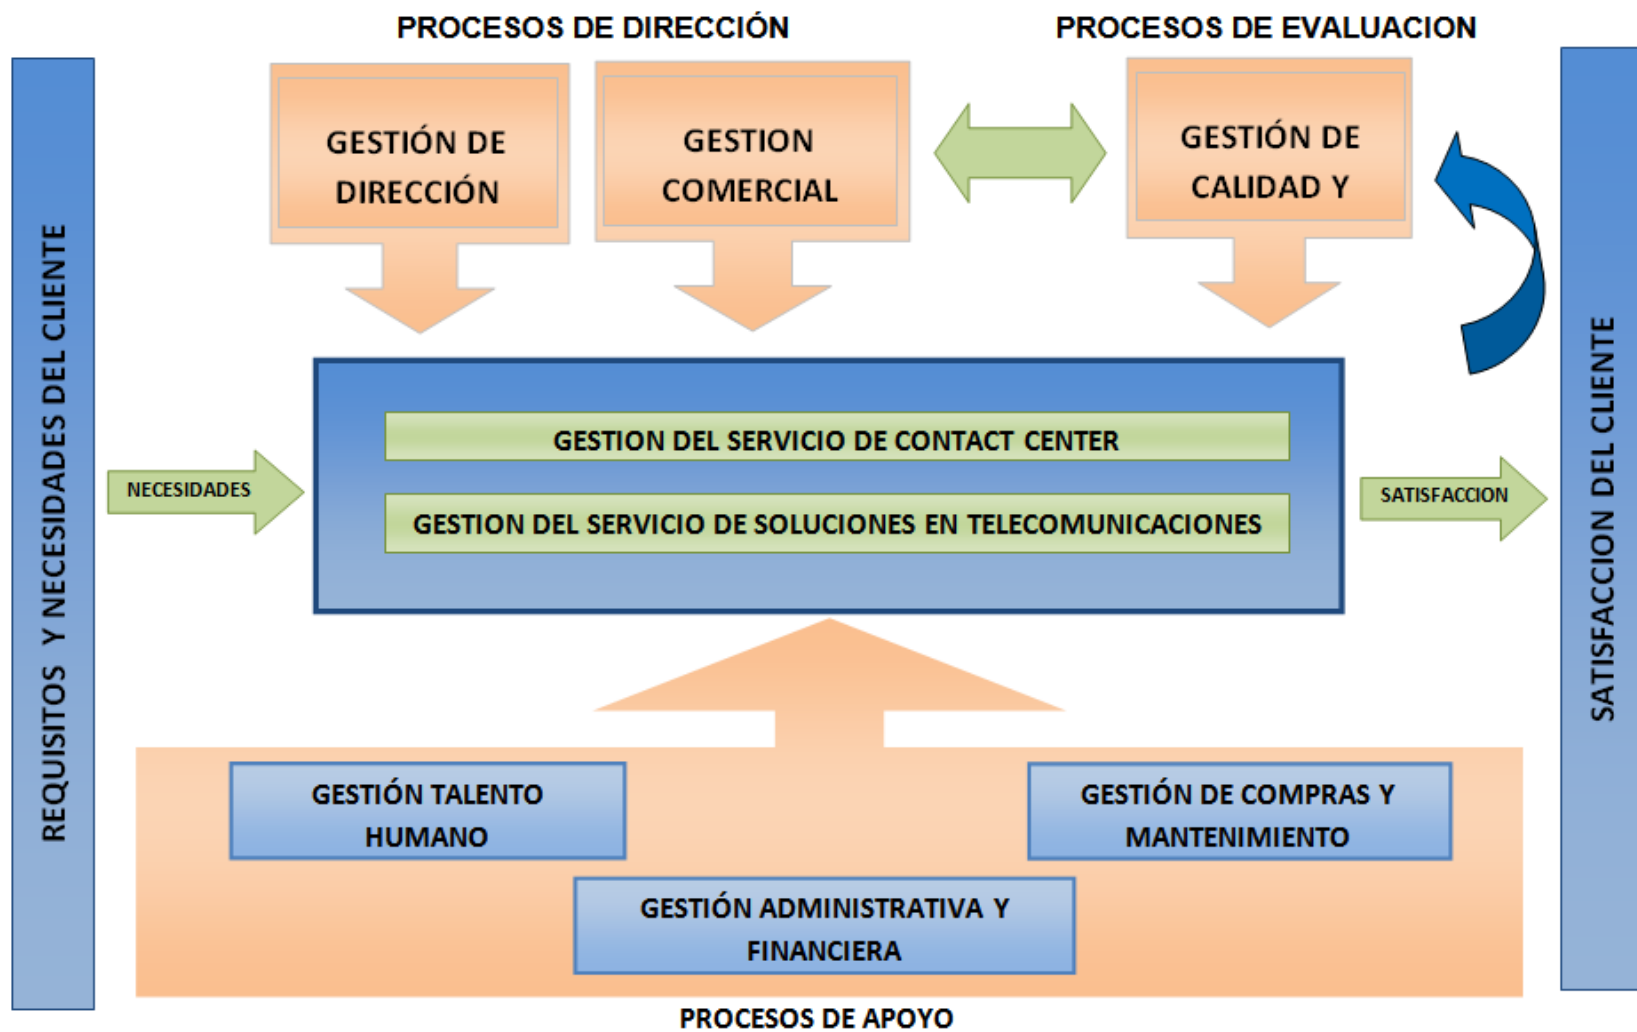 PROCESOS DE DIRECCIÓN
PROCESOS DE EVALUACION
REQUISITOS Y NECESIDADES DEL CLIENTE
GESTIÓN DE
DIRECCIÓN
GESTION
COMERCIAL
GESTIÓN DE
CALIDAD Y
SATISFACCION DEL CLIENTE
NECESIDADES
GESTION DEL SERVICIO DE CONTACT CENTER
GESTION DEL SERVICIO DE SOLUCIONES EN TELECOMUNICACIONES
SATISFACCION
GESTIÓN TALENTO
HUMANO
GESTIÓN DE COMPRAS Y
MANTENIMIENTO
GESTIÓN ADMINISTRATIVA Y
FINANCIERA
PROCESOS DE APOYO